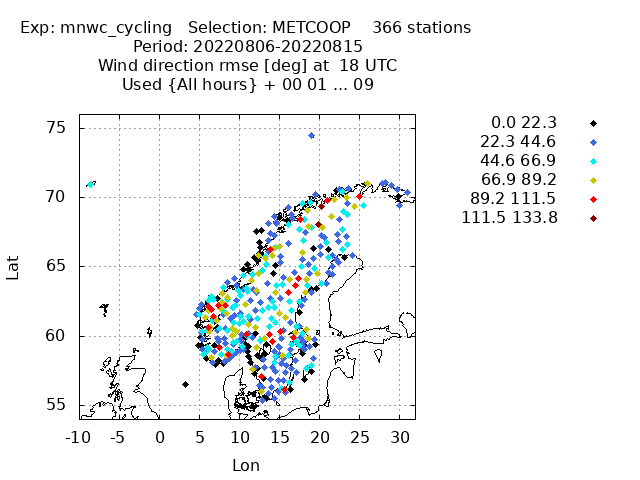 Exp: mnwc_cycling   Selection: METCOOP    366 stations
Period: 20220806-20220815
Wind direction rmse [deg] at  18 UTC
Used {All hours} + 00 01 ... 09
0.0 22.3
22.3 44.6
44.6 66.9
66.9 89.2
89.2 111.5
111.5 133.8
75
70
65
60
55
Lat
-10 -5 0 5 10 15 20 25 30
Lon